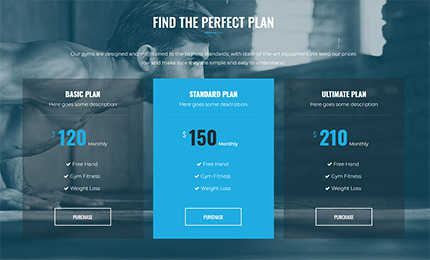 FIND THE PERFECT PLAN
Our gyms are designed and maintained to the highest standards, with state-of-the-art equipment.We keep our prices
low and make sure they are simple and easy to understand
BASIC PLAN
Here goes some description
$120 Monthly
Free Hand
Gym Fitness
Weight Loss
PURCHASE
STANDARD PLAN
Here goes some description
$150 Monthly
Free Hand
Gym Fitness
Weight Loss
PURCHASE
ULTIMATE PLAN
Here goes some description
$210 Monthly
Free Hand
Gym Fitness
Weight Loss
PURCHASE